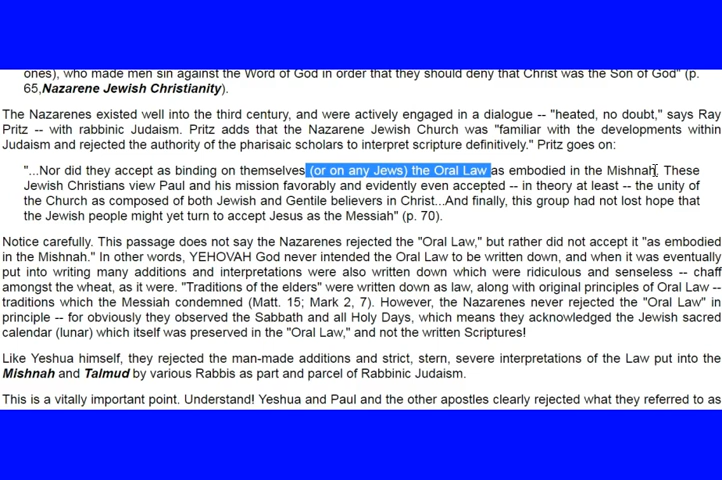 ones), who made men sin against the Word of God in order that they should deny that Christ was the Son of God" (p.
65,Nazarene Jewish Christianity).
The Nazarenes existed well into the third century, and were actively engaged in a dialogue -- "heated, no doubt," says Ray
Pritz -- with rabbinic Judaism. Pritz adds that the Nazarene Jewish Church was "familiar with the developments within
Judaism and rejected the authority of the pharisaic scholars to interpret scripture definitively." Pritz goes on:
"...Nor did they accept as binding on themselves (or on any Jews) the Oral Law as embodied in the Mishnah. These
Jewish Christians view Paul and his mission favorably and evidently even accepted -- in theory at least -- the unity of
the Church as composed of both Jewish and Gentile believers in Christ...And finally, this group had not lost hope that
the Jewish people might yet turn to accept Jesus as the Messiah" (p. 70).
Notice carefully. This passage does not say the Nazarenes rejected the "Oral Law," but rather did not accept it "as embodied
in the Mishnah." In other words, YEHOVAH God never intended the Oral Law to be written down, and when it was eventually
put into writing many additions and interpretations were also written down which were ridiculous and senseless -- chaff
amongst the wheat, as it were. "Traditions of the elders" were written down as law, along with original principles of Oral Law --
traditions which the Messiah condemned (Matt. 15; Mark 2, 7). However, the Nazarenes never rejected the "Oral Law" in
principle -- for obviously they observed the Sabbath and all Holy Days, which means they acknowledged the Jewish sacred
calendar (lunar) which itself was preserved in the "Oral Law," and not the written Scriptures!
Like Yeshua himself, they rejected the man-made additions and strict, stern, severe interpretations of the Law put into the
Mishnah and Talmud by various Rabbis as part and parcel of Rabbinic Judaism.
This is a vitally important point. Understand! Yeshua and Paul and the other apostles clearly rejected what they referred to as